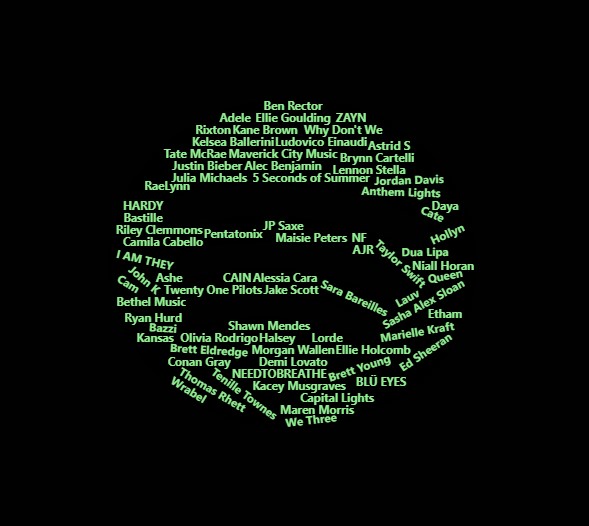 Ben Rector
Adele Ellie Goulding ZAYN
Rixton Kane Brown Why Don't We
Kelsea Ballerini Ludovico Einaudi Astrid S
Tate McRae Maverick City Music Brynn Cartelli
Justin Bieber Alec Benjamin Lennon Stella
Julia Michaels 5 Seconds of Summer Jordan Davis
RaeLynn Anthem Lights
HARDY Daya
Bastille Cate
Riley Clemmons Pentatonix JP Saxe Hollyn
Camila Cabello Maisie Peters NF
AJR Taylor Swift Dua Lipa
I AM THEY Niall Horan
John K Ashe CAIN Alessia Cara Queen
Cam Twenty One Pilots Jake Scott Sara Bareilles Lauv Sasha Alex Sloan
Bethel Music
Ryan Hurd Etham
Bazzi Shawn Mendes Marielle Kraft
Kansas Olivia Rodrigo Halsey Lorde
Brett Eldredge Morgan Wallen Ellie Holcomb Ed Sheeran
Conan Gray Demi Lovato
Thomas Rhett Tenille Townes NEEDTOBREATHE Brett Young BLÜ EYES
Wrabel Kacey Musgraves
Capital Lights
Maren Morris
We Three